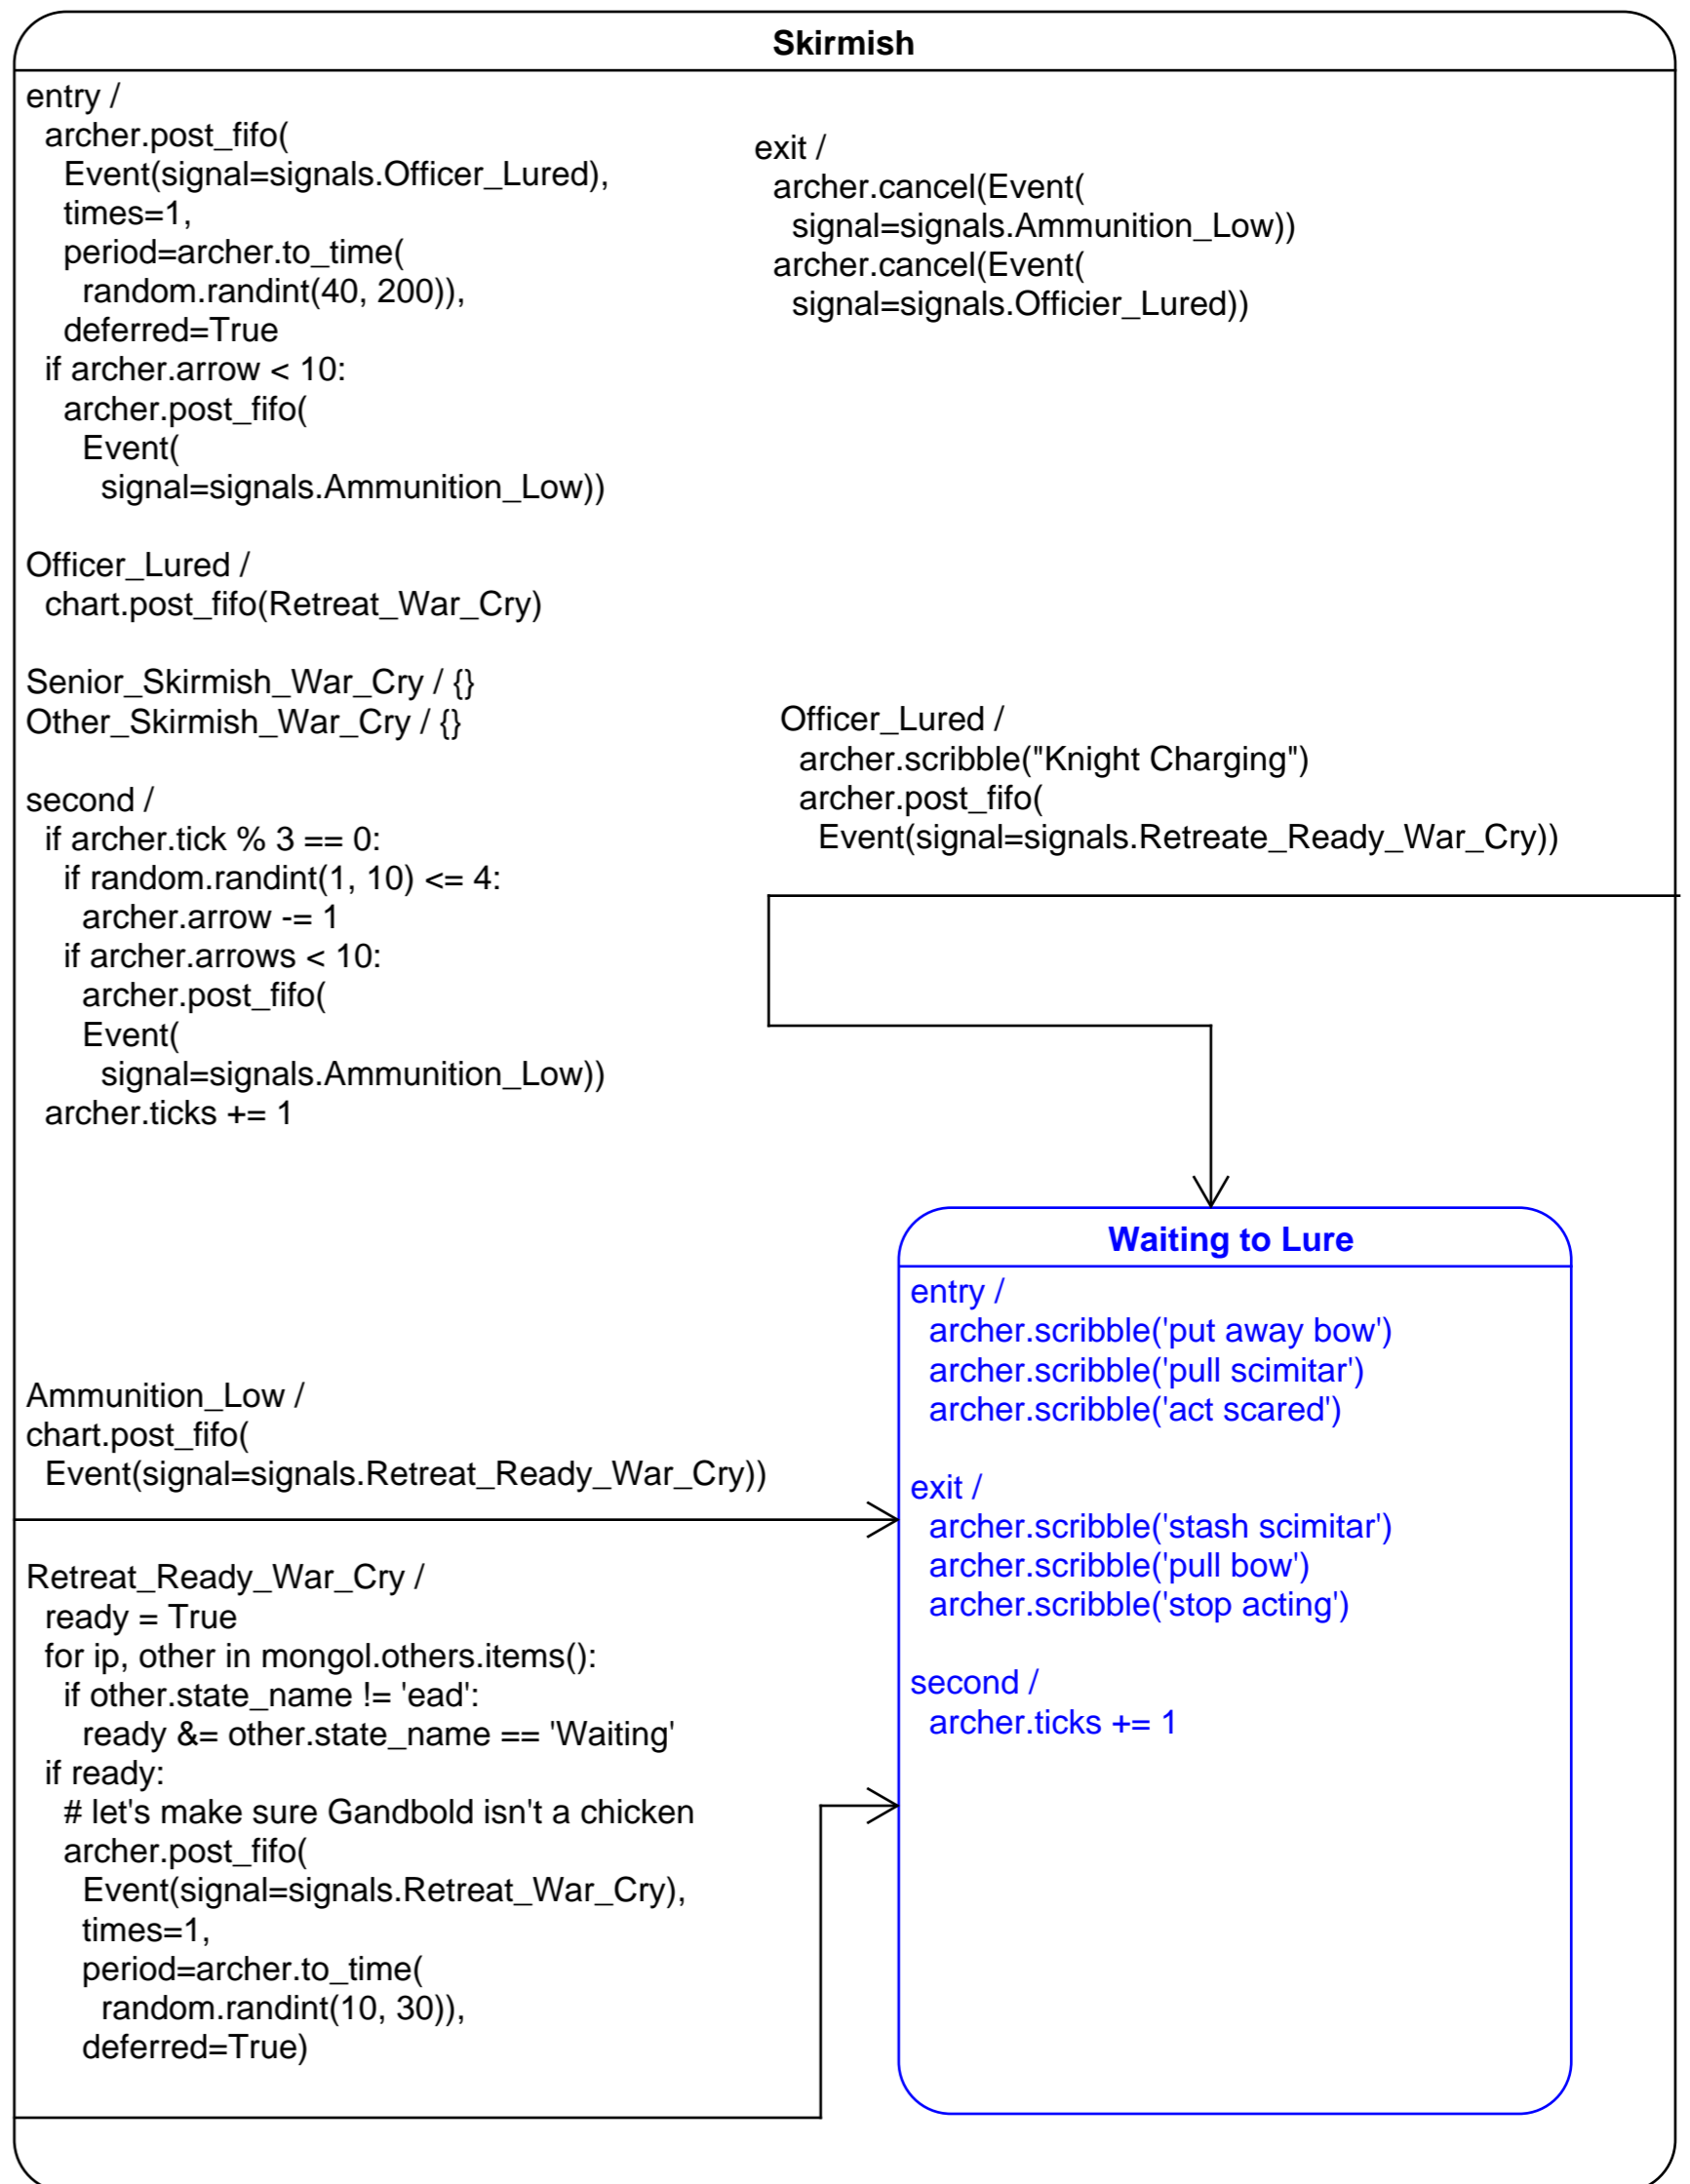 Skirmish
entry /
archer.post_fifo(
Event(signal=signals.Officer_Lured),
times=1,
period=archer.to_time(
random.randint(40, 200)),
deferred=True
if archer.arrow < 10:
archer.post_fifo(
Event(
signal=signals.Ammunition_Low))
exit /
archer.cancel(Event(
signal=signals.Ammunition_Low))
archer.cancel(Event(
signal=signals.Officier_Lured))
Officer_Lured /
chart.post_fifo(Retreat_War_Cry)
Senior_Skirmish_War_Cry / {}
Other_Skirmish_War_Cry / {}
second /
if archer.tick % 3 == 0:
if random.randint(1, 10) <= 4:
archer.arrow -= 1
if archer.arrows < 10:
archer.post_fifo(
Event(
signal=signals.Ammunition_Low))
archer.ticks += 1
Officer_Lured /
archer.scribble("Knight Charging")
archer.post_fifo(
Event(signal=signals.Retreate_Ready_War_Cry))
Ammunition_Low /
chart.post_fifo(
Event(signal=signals.Retreat_Ready_War_Cry))
Retreat_Ready_War_Cry /
ready = True
for ip, other in mongol.others.items():
if other.state_name != 'ead':
ready &= other.state_name == 'Waiting'
if ready:
# let's make sure Gandbold isn't a chicken
archer.post_fifo(
Event(signal=signals.Retreat_War_Cry),
times=1,
period=archer.to_time(
random.randint(10, 30)),
deferred=True)
Waiting to Lure
entry /
archer.scribble('put away bow')
archer.scribble('pull scimitar')
archer.scribble('act scared')
exit /
archer.scribble('stash scimitar')
archer.scribble('pull bow')
archer.scribble('stop acting')
second /
archer.ticks += 1